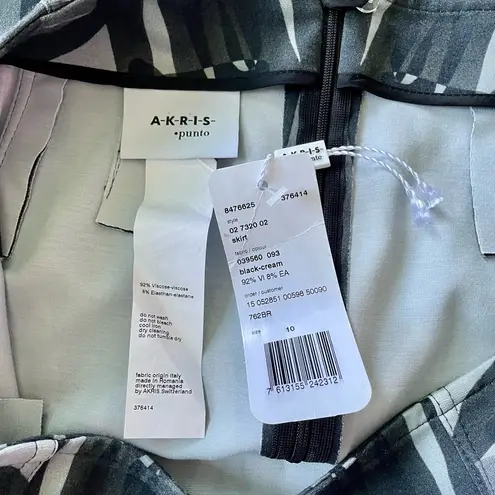 A-K-R-I-S-
•punto
92% Viscose-viscose
8% Elasthan-elastane
do not wash
do not bleach
cool iron
dry cleaning
do not tumble dry
fabric origin Italy
made in Romania
directly managed
by AKRIS Switzerland
376414
A-K-R-I-S-
8476625
376414
style
02 7320 02
skirt
fabric / colour
039560 093
black-cream
92% VI 8% EA
order / customer
15 052851 00598 50090
762BR
size
10
7 613155 242312